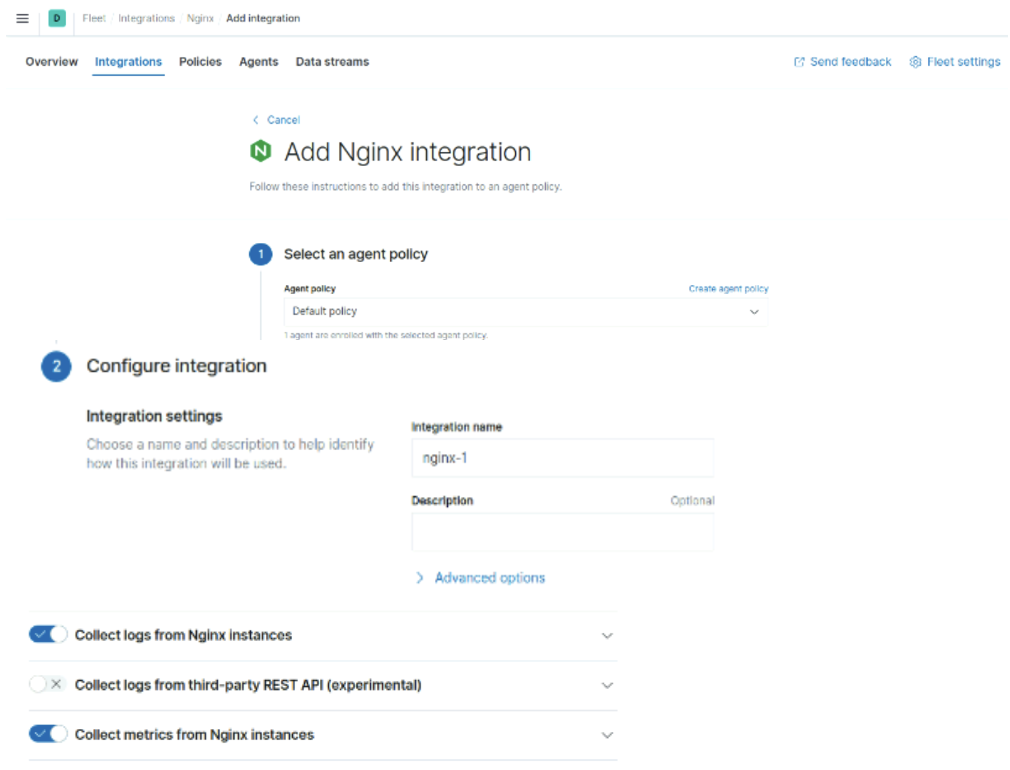 D Fleet Integrations Nginx Add integration
Overview Integrations Policies Agents Data streams Send feedback Fleet settings
Cancel
N Add Nginx integration
Follow these instructions to add this integration to an agent policy.
1 Select an agent policy
Agent policy Create agent policy
Default policy
1 agent are enrolled with the selected agent policy.
2 Configure integration
Integration settings
Choose a name and description to help identify
how this integration will be used.
Integration name
nginx-1
Description Optional
Advanced options
Collect logs from Nginx instances
Collect logs from third-party REST API (experimental)
Collect metrics from Nginx instances